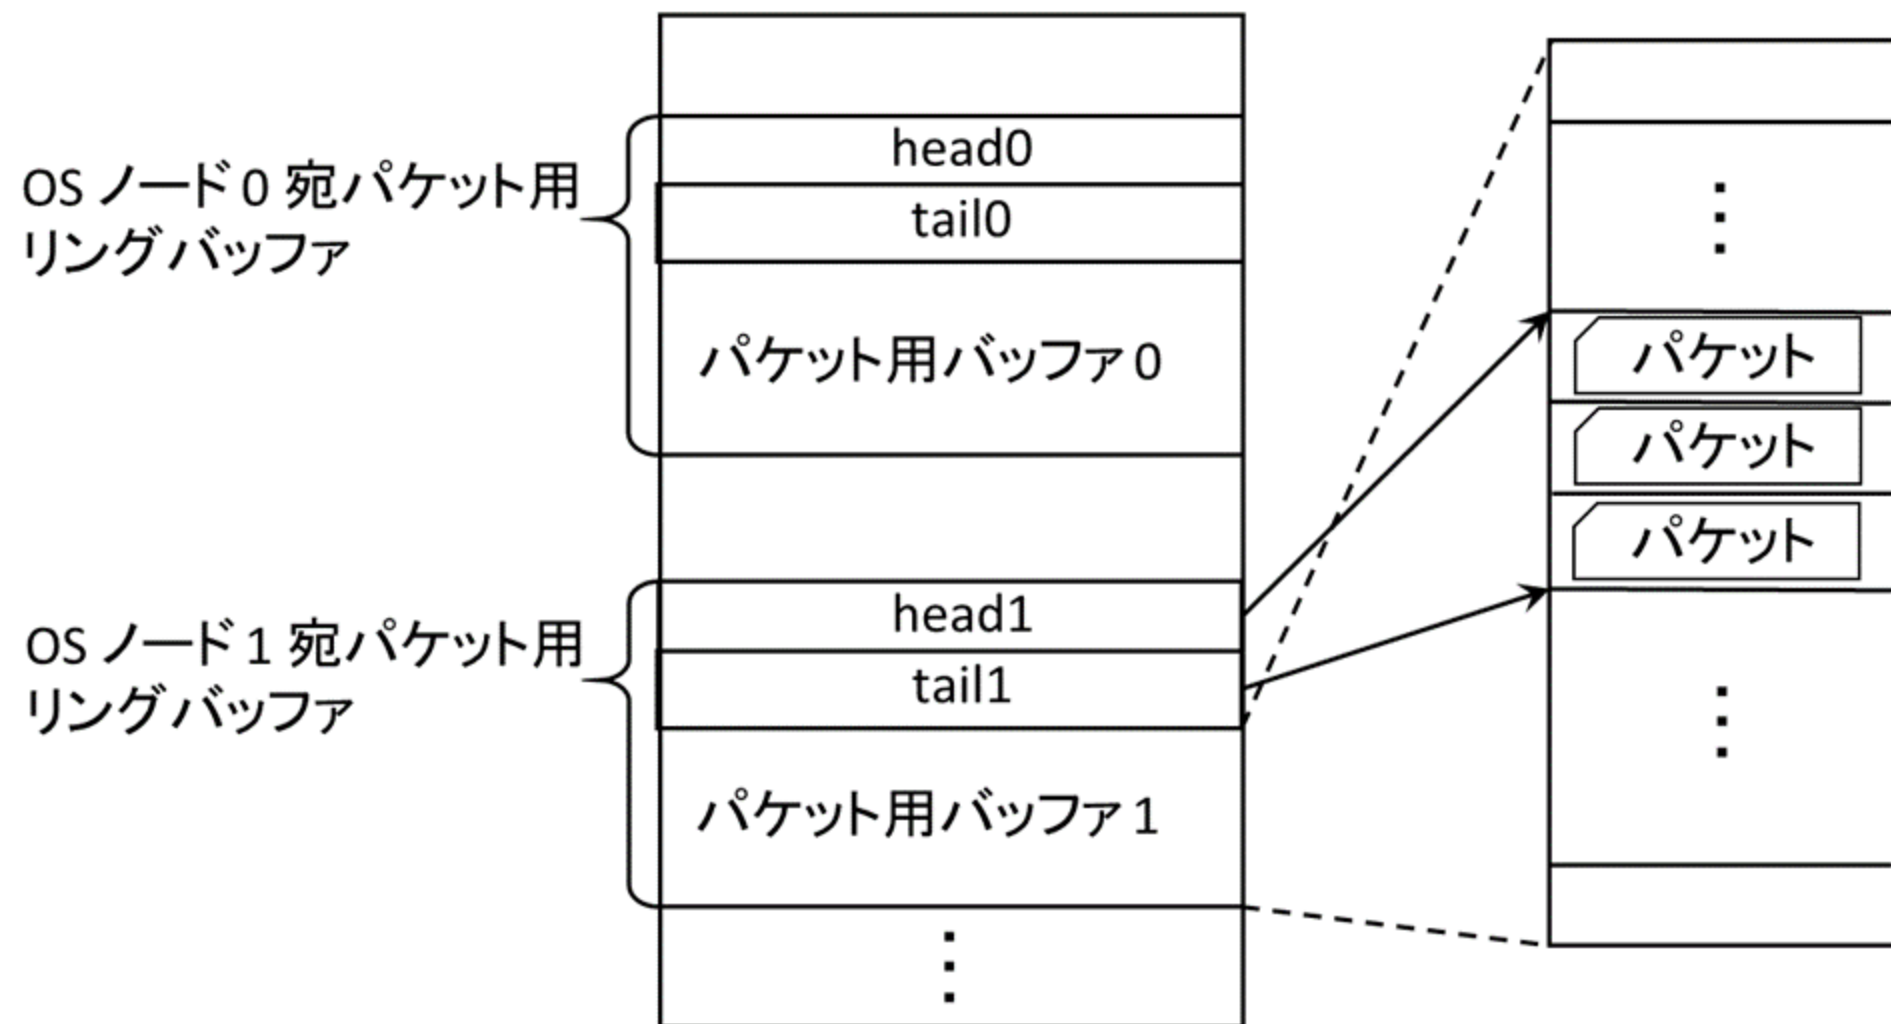 head0
OS ノード 0 宛パケット用
リングバッファ
tail0
パケット用バッファ 0
パケット
パケット
パケット
head1
OS ノード 1 宛パケット用
リングバッファ
tail1
パケット用バッファ 1